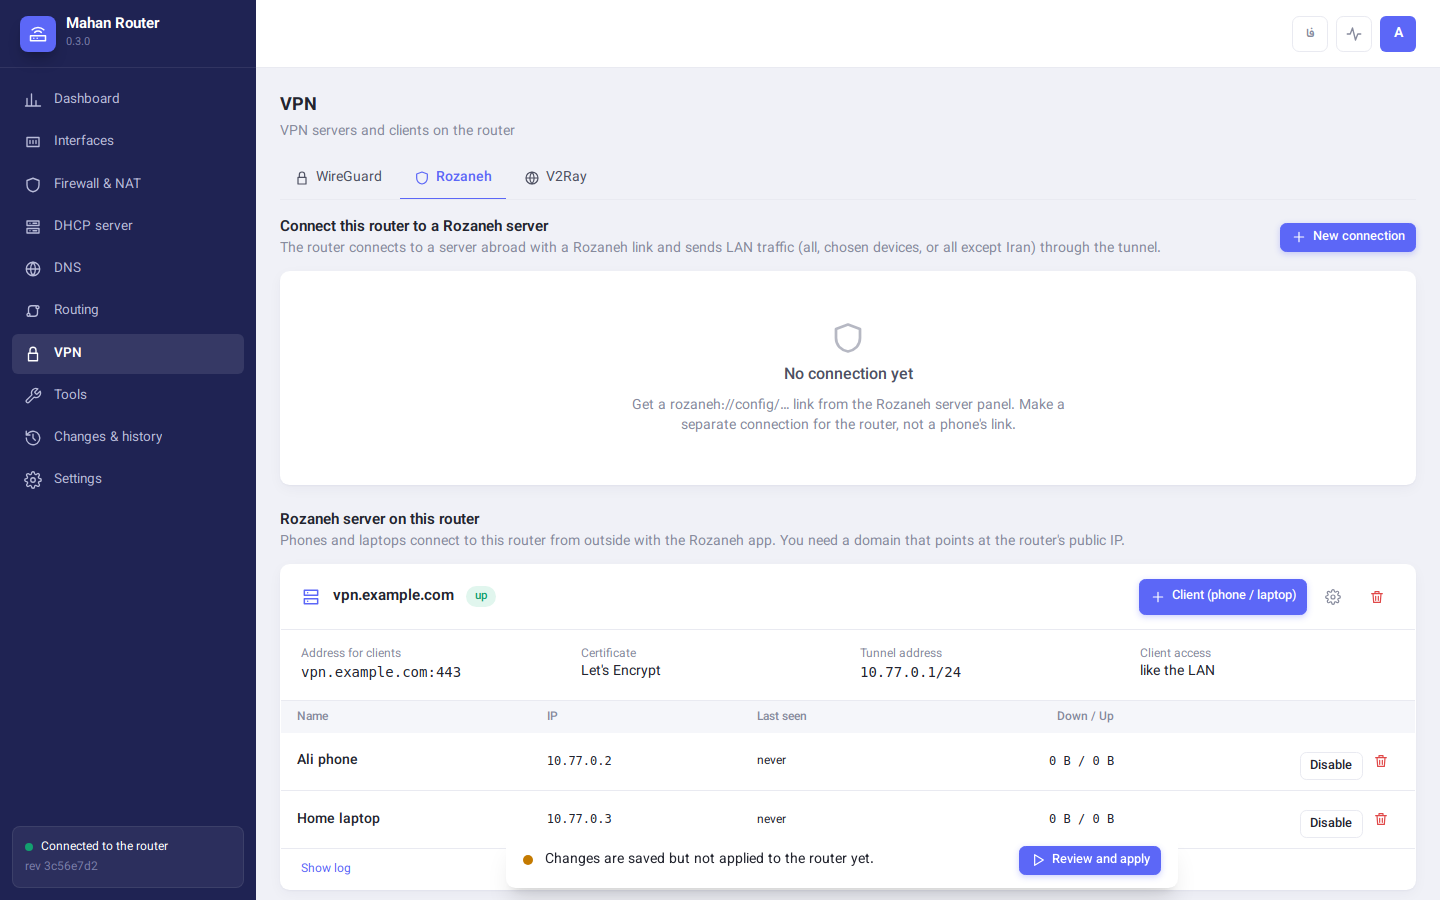 Mahan Router
0.3.0
فا
A
Dashboard
Interfaces
Firewall & NAT
DHCP server
DNS
Routing
VPN
Tools
Changes & history
Settings
Connected to the router
rev 3c56e7d2
VPN
VPN servers and clients on the router
WireGuard
Rozaneh
V2Ray
Connect this router to a Rozaneh server
The router connects to a server abroad with a Rozaneh link and sends LAN traffic (all, chosen devices, or all except Iran) through the tunnel.
New connection
No connection yet
Get a rozaneh://config/... link from the Rozaneh server panel. Make a
separate connection for the router, not a phone's link.
Rozaneh server on this router
Phones and laptops connect to this router from outside with the Rozaneh app. You need a domain that points at the router's public IP.
vpn.example.com up
Client (phone / laptop)
Address for clients Certificate Tunnel address Client access
vpn.example.com:443 Let's Encrypt 10.77.0.1/24 like the LAN
Name IP Last seen Down / Up
Ali phone 10.77.0.2 never 0 B / 0 B Disable
Home laptop 10.77.0.3 never 0 B / 0 B Disable
Show log
Changes are saved but not applied to the router yet.
Review and apply